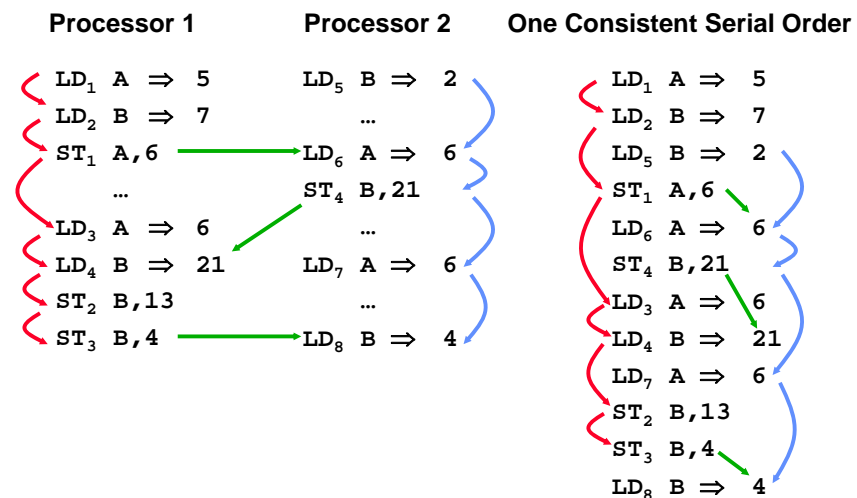 Processor 1
LD₁ A ⇒ 5
LD₂ B ⇒ 7
ST₁ A,6
…
LD₃ A ⇒ 6
LD₄ B ⇒ 21
ST₂ B,13
ST₃ B,4
Processor 2
LD₅ B ⇒ 2
…
LD₆ A ⇒ 6
ST₄ B,21
…
LD₇ A ⇒ 6
…
LD₈ B ⇒ 4
One Consistent Serial Order
LD₁ A ⇒ 5
LD₂ B ⇒ 7
LD₅ B ⇒ 2
ST₁ A,6
LD₆ A ⇒ 6
ST₄ B,21
LD₃ A ⇒ 6
LD₄ B ⇒ 21
LD₇ A ⇒ 6
ST₂ B,13
ST₃ B,4
LD₈ B ⇒ 4